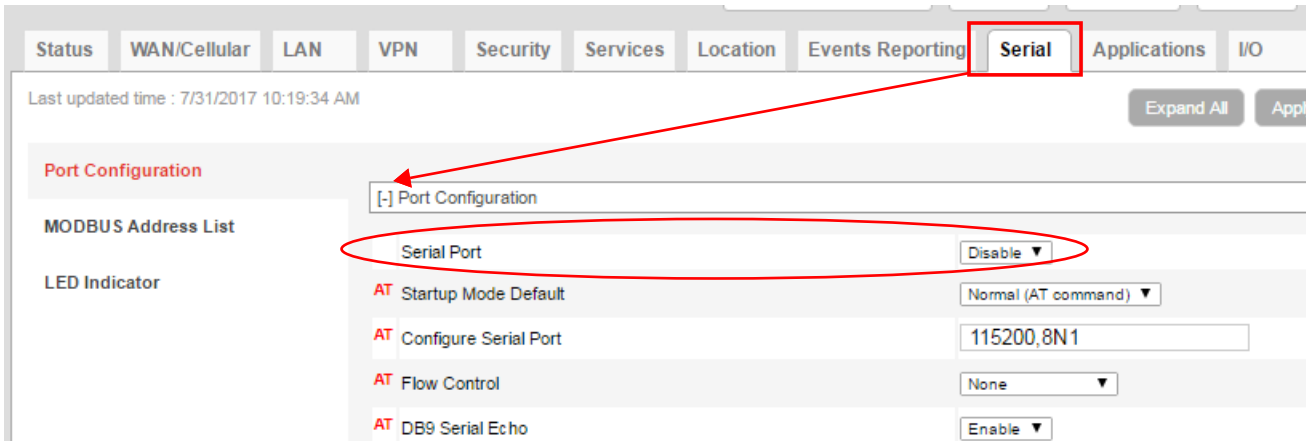 Status WAN/Cellular LAN VPN Security Services Location Events Reporting Serial Applications I/O
Last updated time : 7/31/2017 10:19:34 AM
Expand All Appl
Port Configuration
[-] Port Configuration
MODBUS Address List
Serial Port Disable
LED Indicator
AT Startup Mode Default Normal (AT command)
AT Configure Serial Port 115200,8N1
AT Flow Control None
AT DB9 Serial Echo Enable